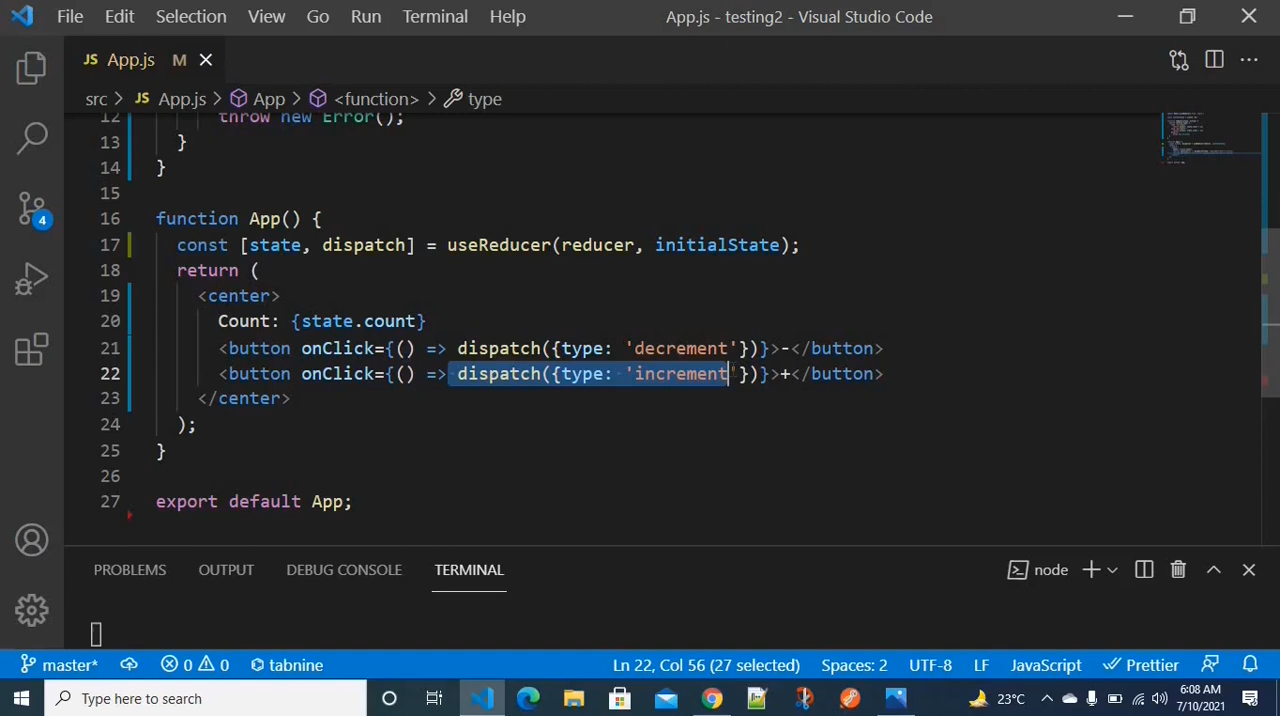 File Edit Selection View Go Run Terminal Help App.js - testing2 - Visual Studio Code
JS App.js M
src > JS App.js > App > <function> > type
12 throw new Error();
13 }
14 }
15
16 function App() {
17 const [state, dispatch] = useReducer(reducer, initialState);
18 return (
19 <center>
20 Count: {state.count}
21 <button onClick={() => dispatch({type: 'decrement'})}>-</button>
22 <button onClick={() => dispatch({type: 'increment'})}>+</button>
23 </center>
24 );
25 }
26
27 export default App;
4
PROBLEMS OUTPUT DEBUG CONSOLE TERMINAL node
master* 0 0 tabnine Ln 22, Col 56 (27 selected) Spaces: 2 UTF-8 LF JavaScript Prettier
Type here to search 23°C 6:08 AM
7/10/2021